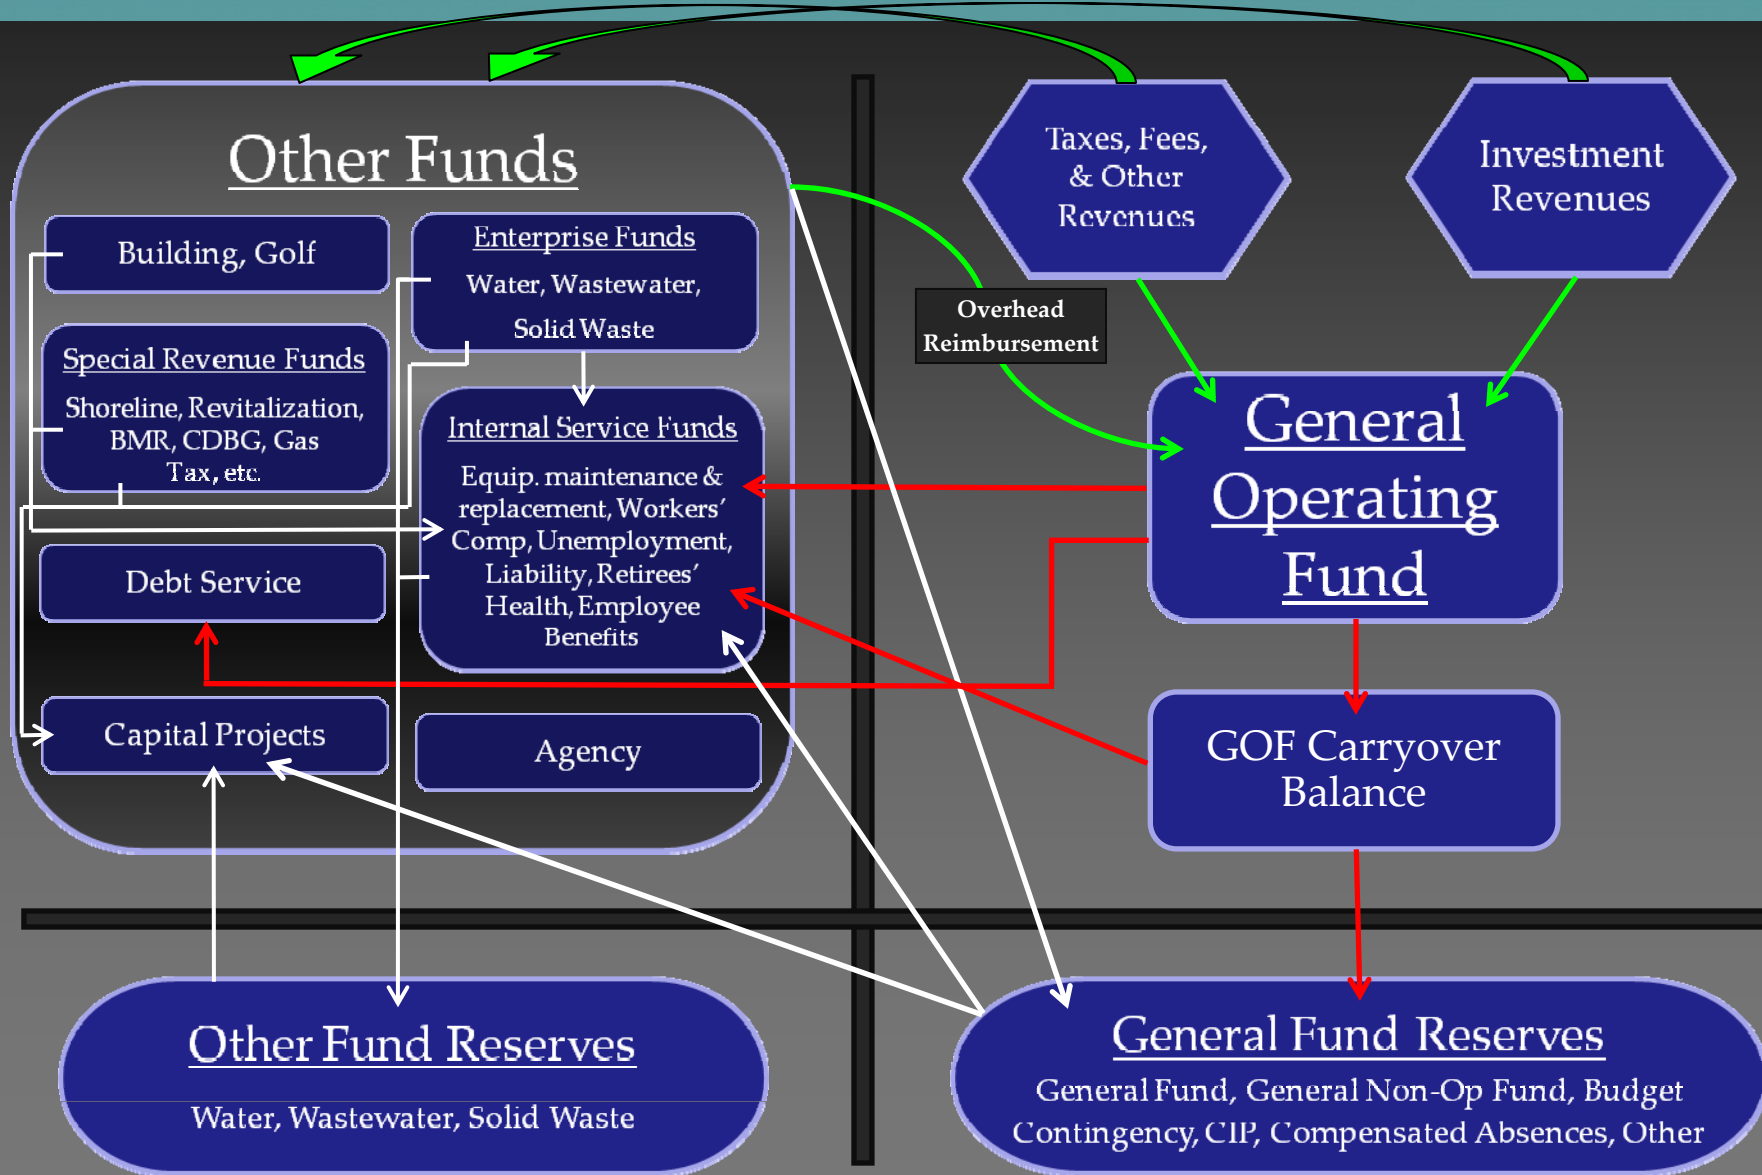 Other Funds
Building, Golf
Enterprise Funds
Water, Wastewater,
Solid Waste
Special Revenue Funds
Shoreline, Revitalization,
BMR, CDBG, Gas
Tax, etc.
Internal Service Funds
Equip. maintenance &
replacement, Workers’
Comp, Unemployment,
Liability, Retirees’
Health, Employee
Benefits
Debt Service
Capital Projects
Agency
Taxes, Fees,
& Other
Revenues
Investment
Revenues
Overhead
Reimbursement
General
Operating
Fund
GOF Carryover
Balance
Other Fund Reserves
Water, Wastewater, Solid Waste
General Fund Reserves
General Fund, General Non-Op Fund, Budget
Contingency, CIP, Compensated Absences, Other